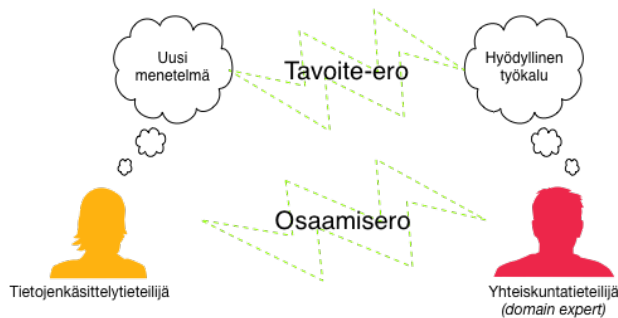 Uusi
menetelmä
Tavoite-ero
Hyödyllinen
työkalu
Osaamisero
Tietojenkäsittelytieteilijä
Yhteiskuntatieteilijä
(domain expert)